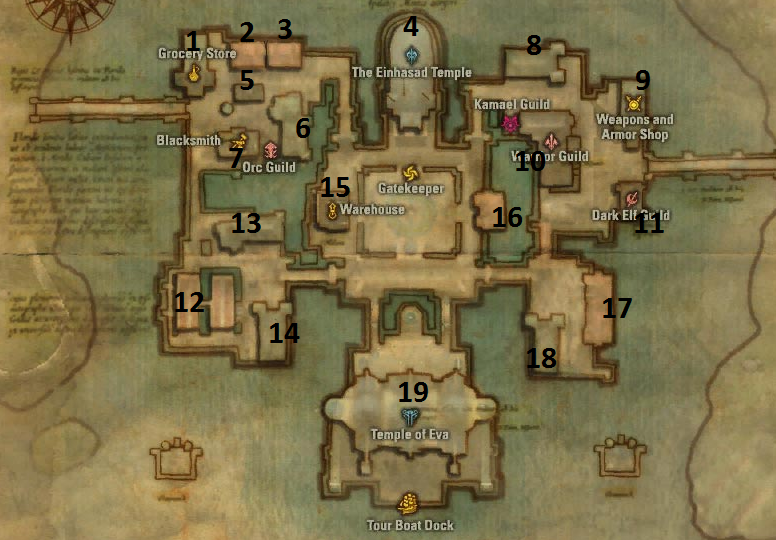 4
1 2 3
Grocery Store
8
The Einhasad Temple
5
9
Kamael Guild
6
Weapons and
Armor Shop
Blacksmith
7
Orc Guild
Warrior Guild
10
Gatekeeper
15
Warehouse
Dark Elf Guild
11
13
16
12
17
14
18
19
Temple of Eva
Tour Boat Dock